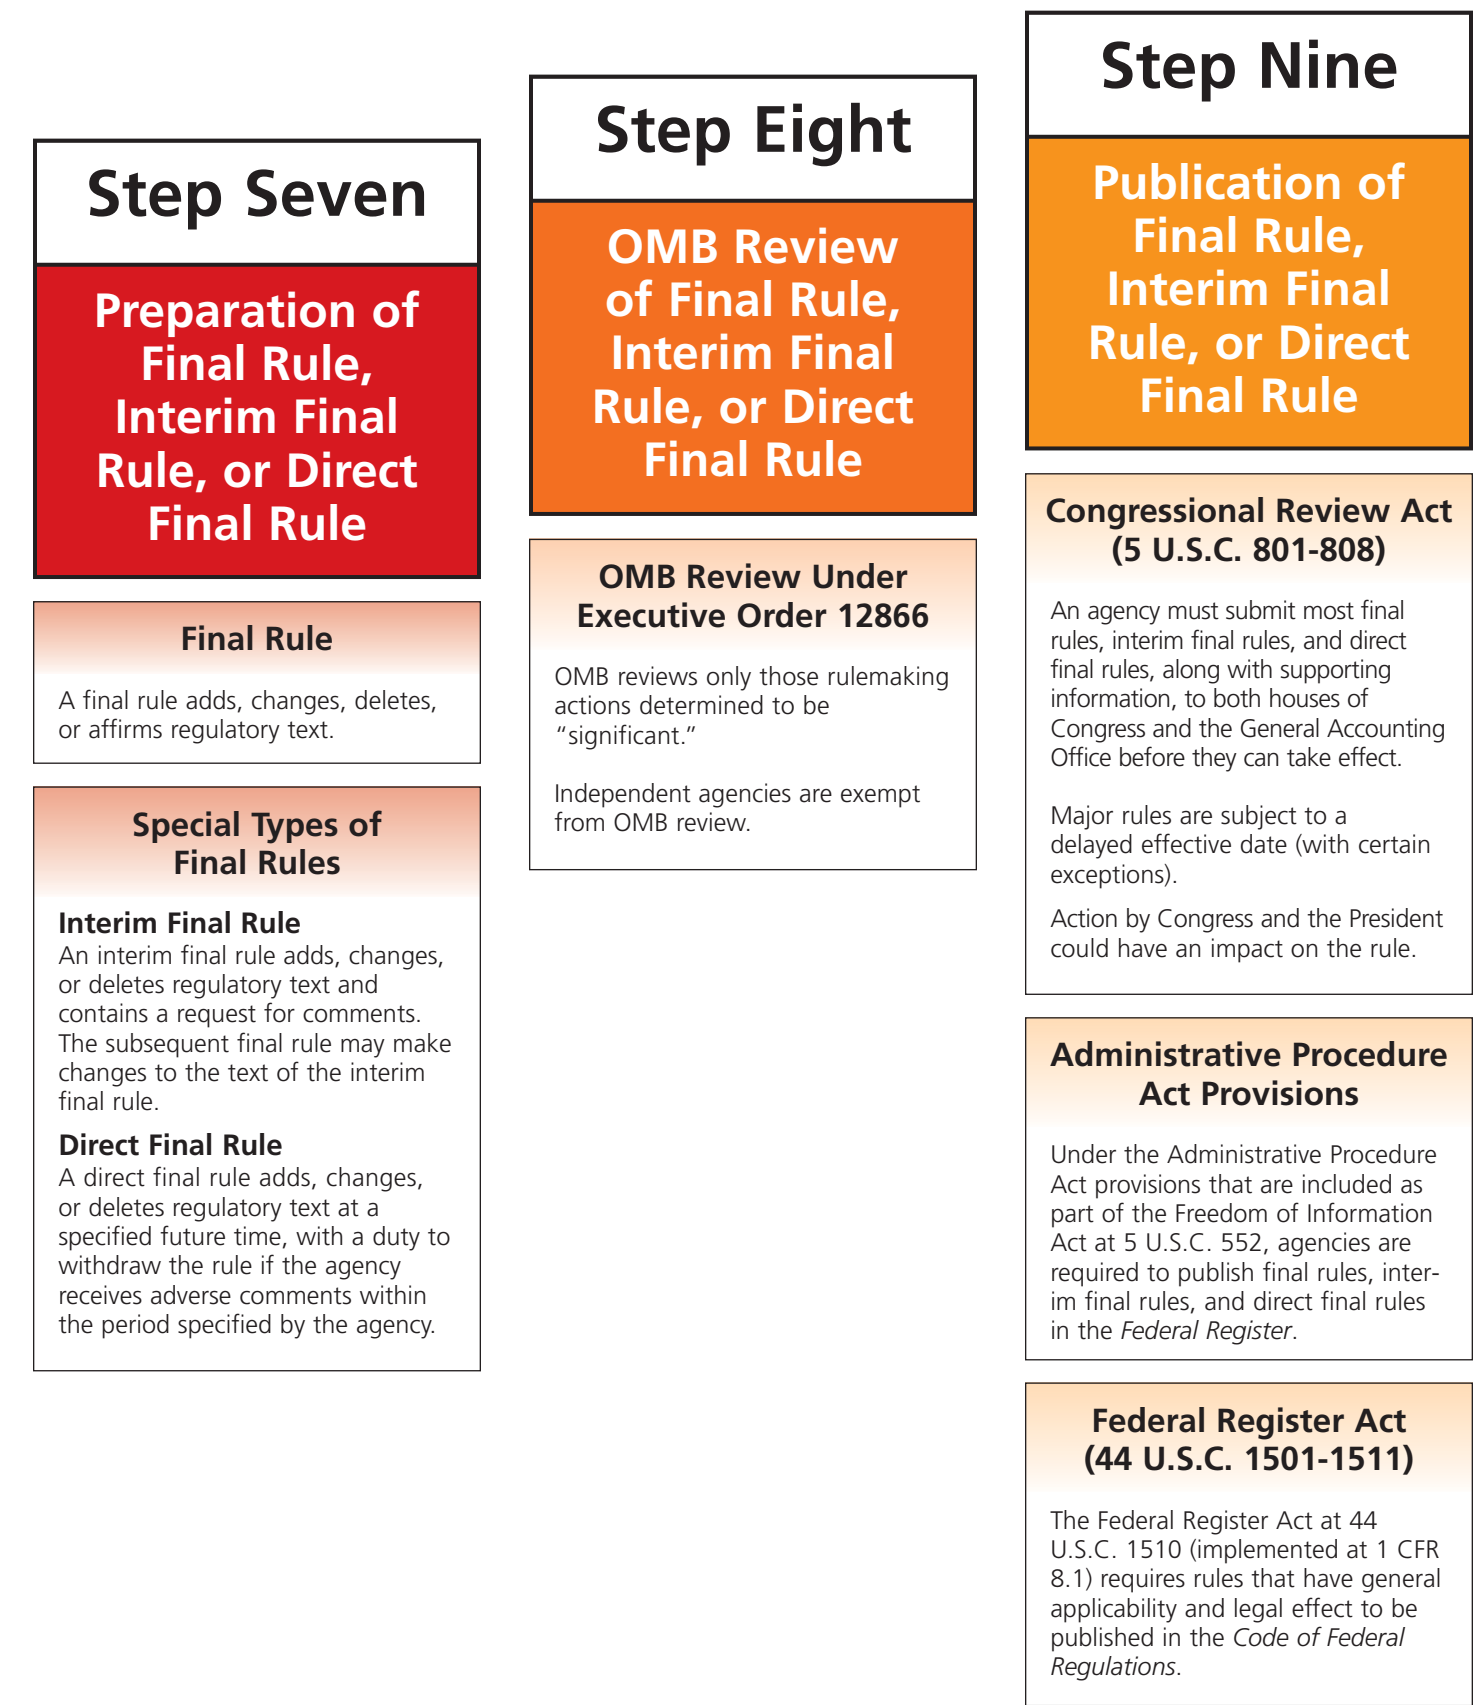 Step Seven
Preparation of
Final Rule,
Interim Final
Rule, or Direct
Final Rule
Final Rule
A final rule adds, changes, deletes,
or affirms regulatory text.
Special Types of
Final Rules
Interim Final Rule
An interim final rule adds, changes,
or deletes regulatory text and
contains a request for comments.
The subsequent final rule may make
changes to the text of the interim
final rule.
Direct Final Rule
A direct final rule adds, changes,
or deletes regulatory text at a
specified future time, with a duty to
withdraw the rule if the agency
receives adverse comments within
the period specified by the agency.
Step Eight
OMB Review
of Final Rule,
Interim Final
Rule, or Direct
Final Rule
OMB Review Under
Executive Order 12866
OMB reviews only those rulemaking
actions determined to be
“significant.”
Independent agencies are exempt
from OMB review.
Step Nine
Publication of
Final Rule,
Interim Final
Rule, or Direct
Final Rule
Congressional Review Act
(5 U.S.C. 801-808)
An agency must submit most final
rules, interim final rules, and direct
final rules, along with supporting
information, to both houses of
Congress and the General Accounting
Office before they can take effect.
Major rules are subject to a
delayed effective date (with certain
exceptions).
Action by Congress and the President
could have an impact on the rule.
Administrative Procedure
Act Provisions
Under the Administrative Procedure
Act provisions that are included as
part of the Freedom of Information
Act at 5 U.S.C. 552, agencies are
required to publish final rules, inter-
im final rules, and direct final rules
in the Federal Register.
Federal Register Act
(44 U.S.C. 1501-1511)
The Federal Register Act at 44
U.S.C. 1510 (implemented at 1 CFR
8.1) requires rules that have general
applicability and legal effect to be
published in the Code of Federal
Regulations.